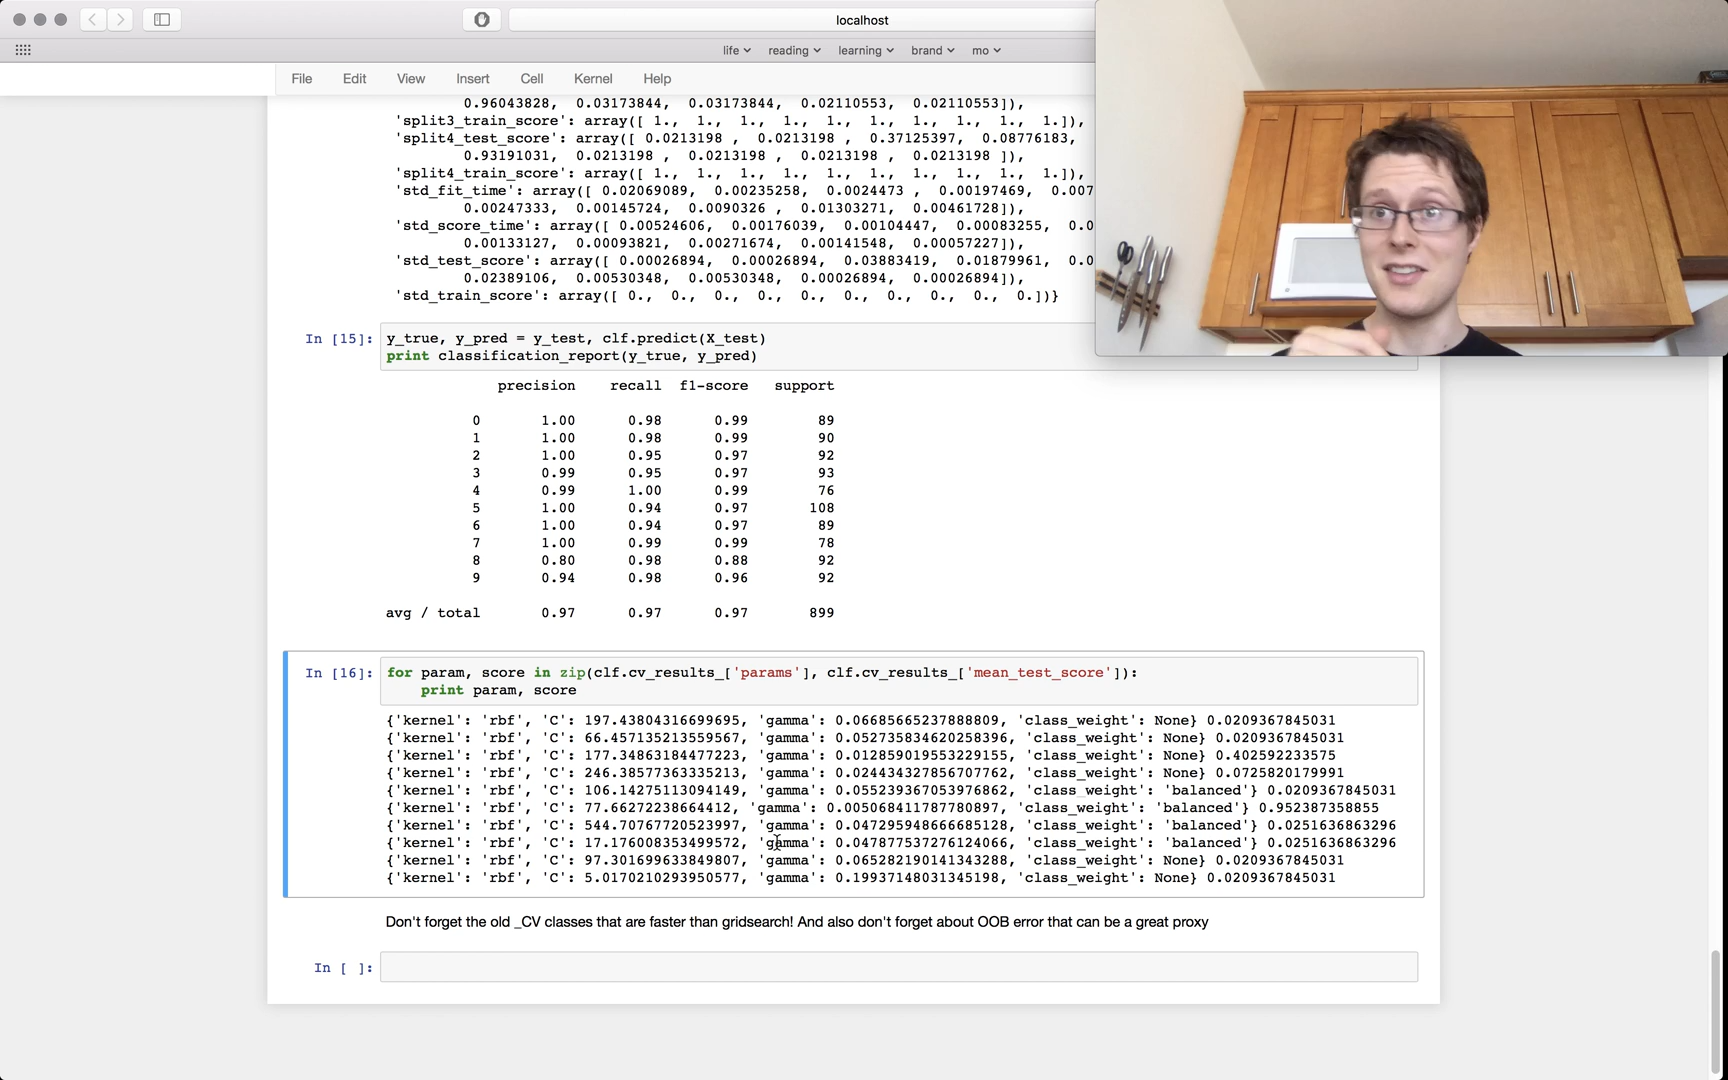 localhost
life reading learning brand mo
File Edit View Insert Cell Kernel Help
0.96043828, 0.03173844, 0.03173844, 0.02110553, 0.02110553]),
'split3_train_score': array([ 1., 1., 1., 1., 1., 1., 1., 1., 1., 1.]),
'split4_test_score': array([ 0.0213198 , 0.0213198 , 0.37125397, 0.08776183,
0.93191031, 0.0213198 , 0.0213198 , 0.0213198 , 0.0213198 ]),
'split4_train_score': array([ 1., 1., 1., 1., 1., 1., 1., 1., 1., 1.]),
'std_fit_time': array([ 0.02069089, 0.00235258, 0.0024473 , 0.00197469, 0.007
0.00247333, 0.00145724, 0.0090326 , 0.01303271, 0.00461728]),
'std_score_time': array([ 0.00524606, 0.00176039, 0.00104447, 0.00083255, 0.0
0.00133127, 0.00093821, 0.00271674, 0.00141548, 0.00057227]),
'std_test_score': array([ 0.00026894, 0.00026894, 0.03883419, 0.01879961, 0.0
0.02389106, 0.00530348, 0.00530348, 0.00026894, 0.00026894]),
'std_train_score': array([ 0., 0., 0., 0., 0., 0., 0., 0., 0., 0.])}
In [15]: y_true, y_pred = y_test, clf.predict(X_test)
print classification_report(y_true, y_pred)
precision recall f1-score support
0 1.00 0.98 0.99 89
1 1.00 0.98 0.99 90
2 1.00 0.95 0.97 92
3 0.99 0.95 0.97 93
4 0.99 1.00 0.99 76
5 1.00 0.94 0.97 108
6 1.00 0.94 0.97 89
7 1.00 0.99 0.99 78
8 0.80 0.98 0.88 92
9 0.94 0.98 0.96 92
avg / total 0.97 0.97 0.97 899
In [16]: for param, score in zip(clf.cv_results_['params'], clf.cv_results_['mean_test_score']):
print param, score
{'kernel': 'rbf', 'C': 197.43804316699695, 'gamma': 0.06685665237888809, 'class_weight': None} 0.0209367845031
{'kernel': 'rbf', 'C': 66.457135213559567, 'gamma': 0.052735834620258396, 'class_weight': None} 0.0209367845031
{'kernel': 'rbf', 'C': 177.34863184477223, 'gamma': 0.012859019553229155, 'class_weight': None} 0.402592233575
{'kernel': 'rbf', 'C': 246.38577363335213, 'gamma': 0.024434327856707762, 'class_weight': None} 0.0725820179991
{'kernel': 'rbf', 'C': 106.14275113094149, 'gamma': 0.055239367053976862, 'class_weight': 'balanced'} 0.0209367845031
{'kernel': 'rbf', 'C': 77.66272238664412, 'gamma': 0.005068411787780897, 'class_weight': 'balanced'} 0.952387358855
{'kernel': 'rbf', 'C': 544.70767720523997, 'gamma': 0.047295948666685128, 'class_weight': 'balanced'} 0.0251636863296
{'kernel': 'rbf', 'C': 17.176008353499572, 'gamma': 0.047877537276124066, 'class_weight': 'balanced'} 0.0251636863296
{'kernel': 'rbf', 'C': 97.301699633849807, 'gamma': 0.065282190141343288, 'class_weight': None} 0.0209367845031
{'kernel': 'rbf', 'C': 5.0170210293950577, 'gamma': 0.19937148031345198, 'class_weight': None} 0.0209367845031
Don't forget the old _CV classes that are faster than gridsearch! And also don't forget about OOB error that can be a great proxy
In [ ]: